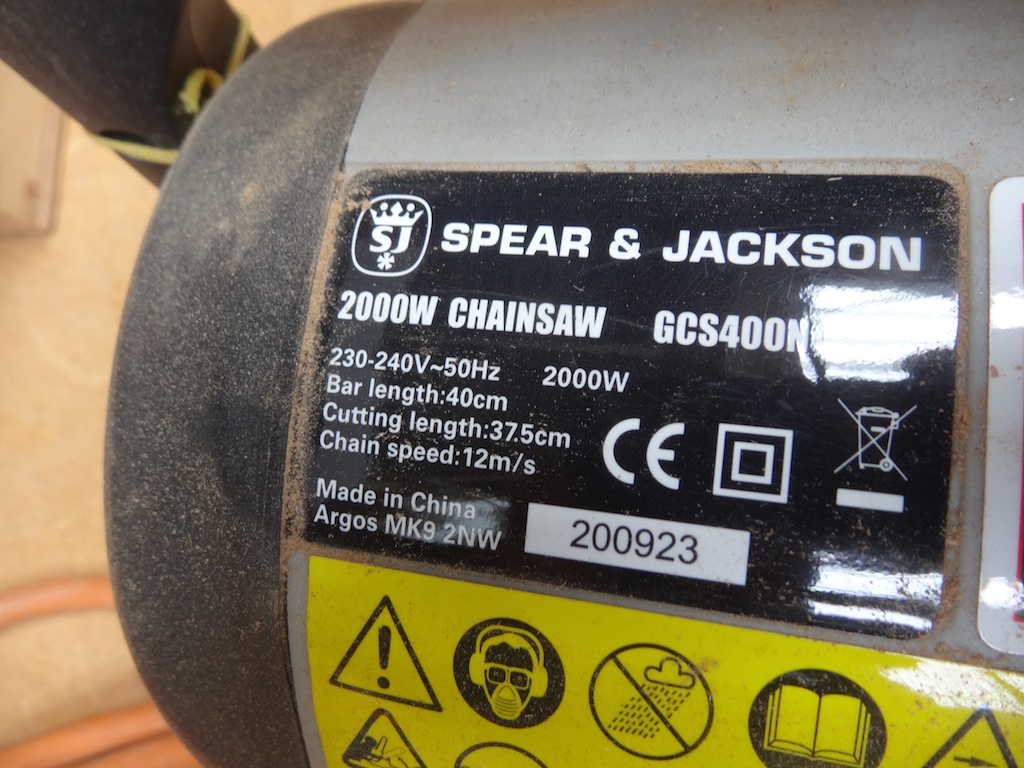 SJ
SPEAR & JACKSON
2000W CHAINSAW GCS400N
230-240V~50Hz 2000W
Bar length:40cm
Cutting length:37.5cm
Chain speed:12m/s
CE
Made in China
Argos MK9 2NW
200923